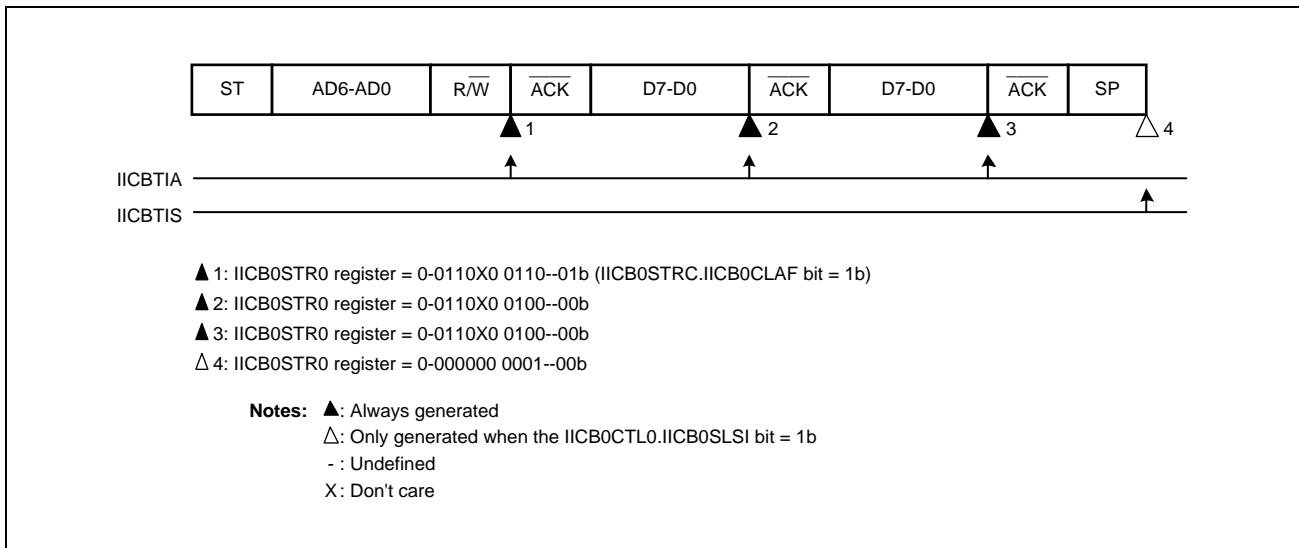 ST AD6-AD0 R/W ACK D7-D0 ACK D7-D0 ACK SP
1 2 3 4
IICBTIA
IICBTIS
▲ 1: IICB0STR0 register = 0-0110X0 0110--01b (IICB0STRC.IICB0CLAF bit = 1b)
▲ 2: IICB0STR0 register = 0-0110X0 0100--00b
▲ 3: IICB0STR0 register = 0-0110X0 0100--00b
△ 4: IICB0STR0 register = 0-000000 0001--00b
Notes: ▲: Always generated
△: Only generated when the IICB0CTL0.IICB0SLSI bit = 1b
- : Undefined
X: Don't care